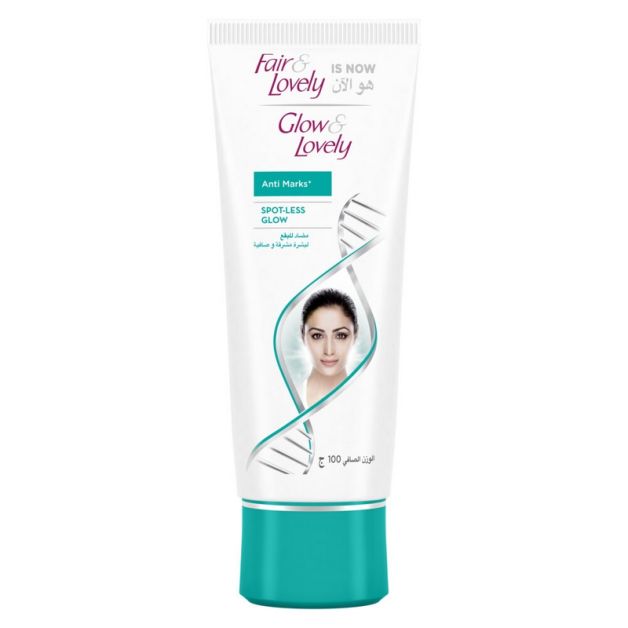 Fair & IS NOW
Lovely هو الآن
Glow &
Lovely
Anti Marks*
SPOT-LESS
GLOW
مضاد للبقع
لبشرة مشرقة و صافية
الوزن الصافي 100 ج